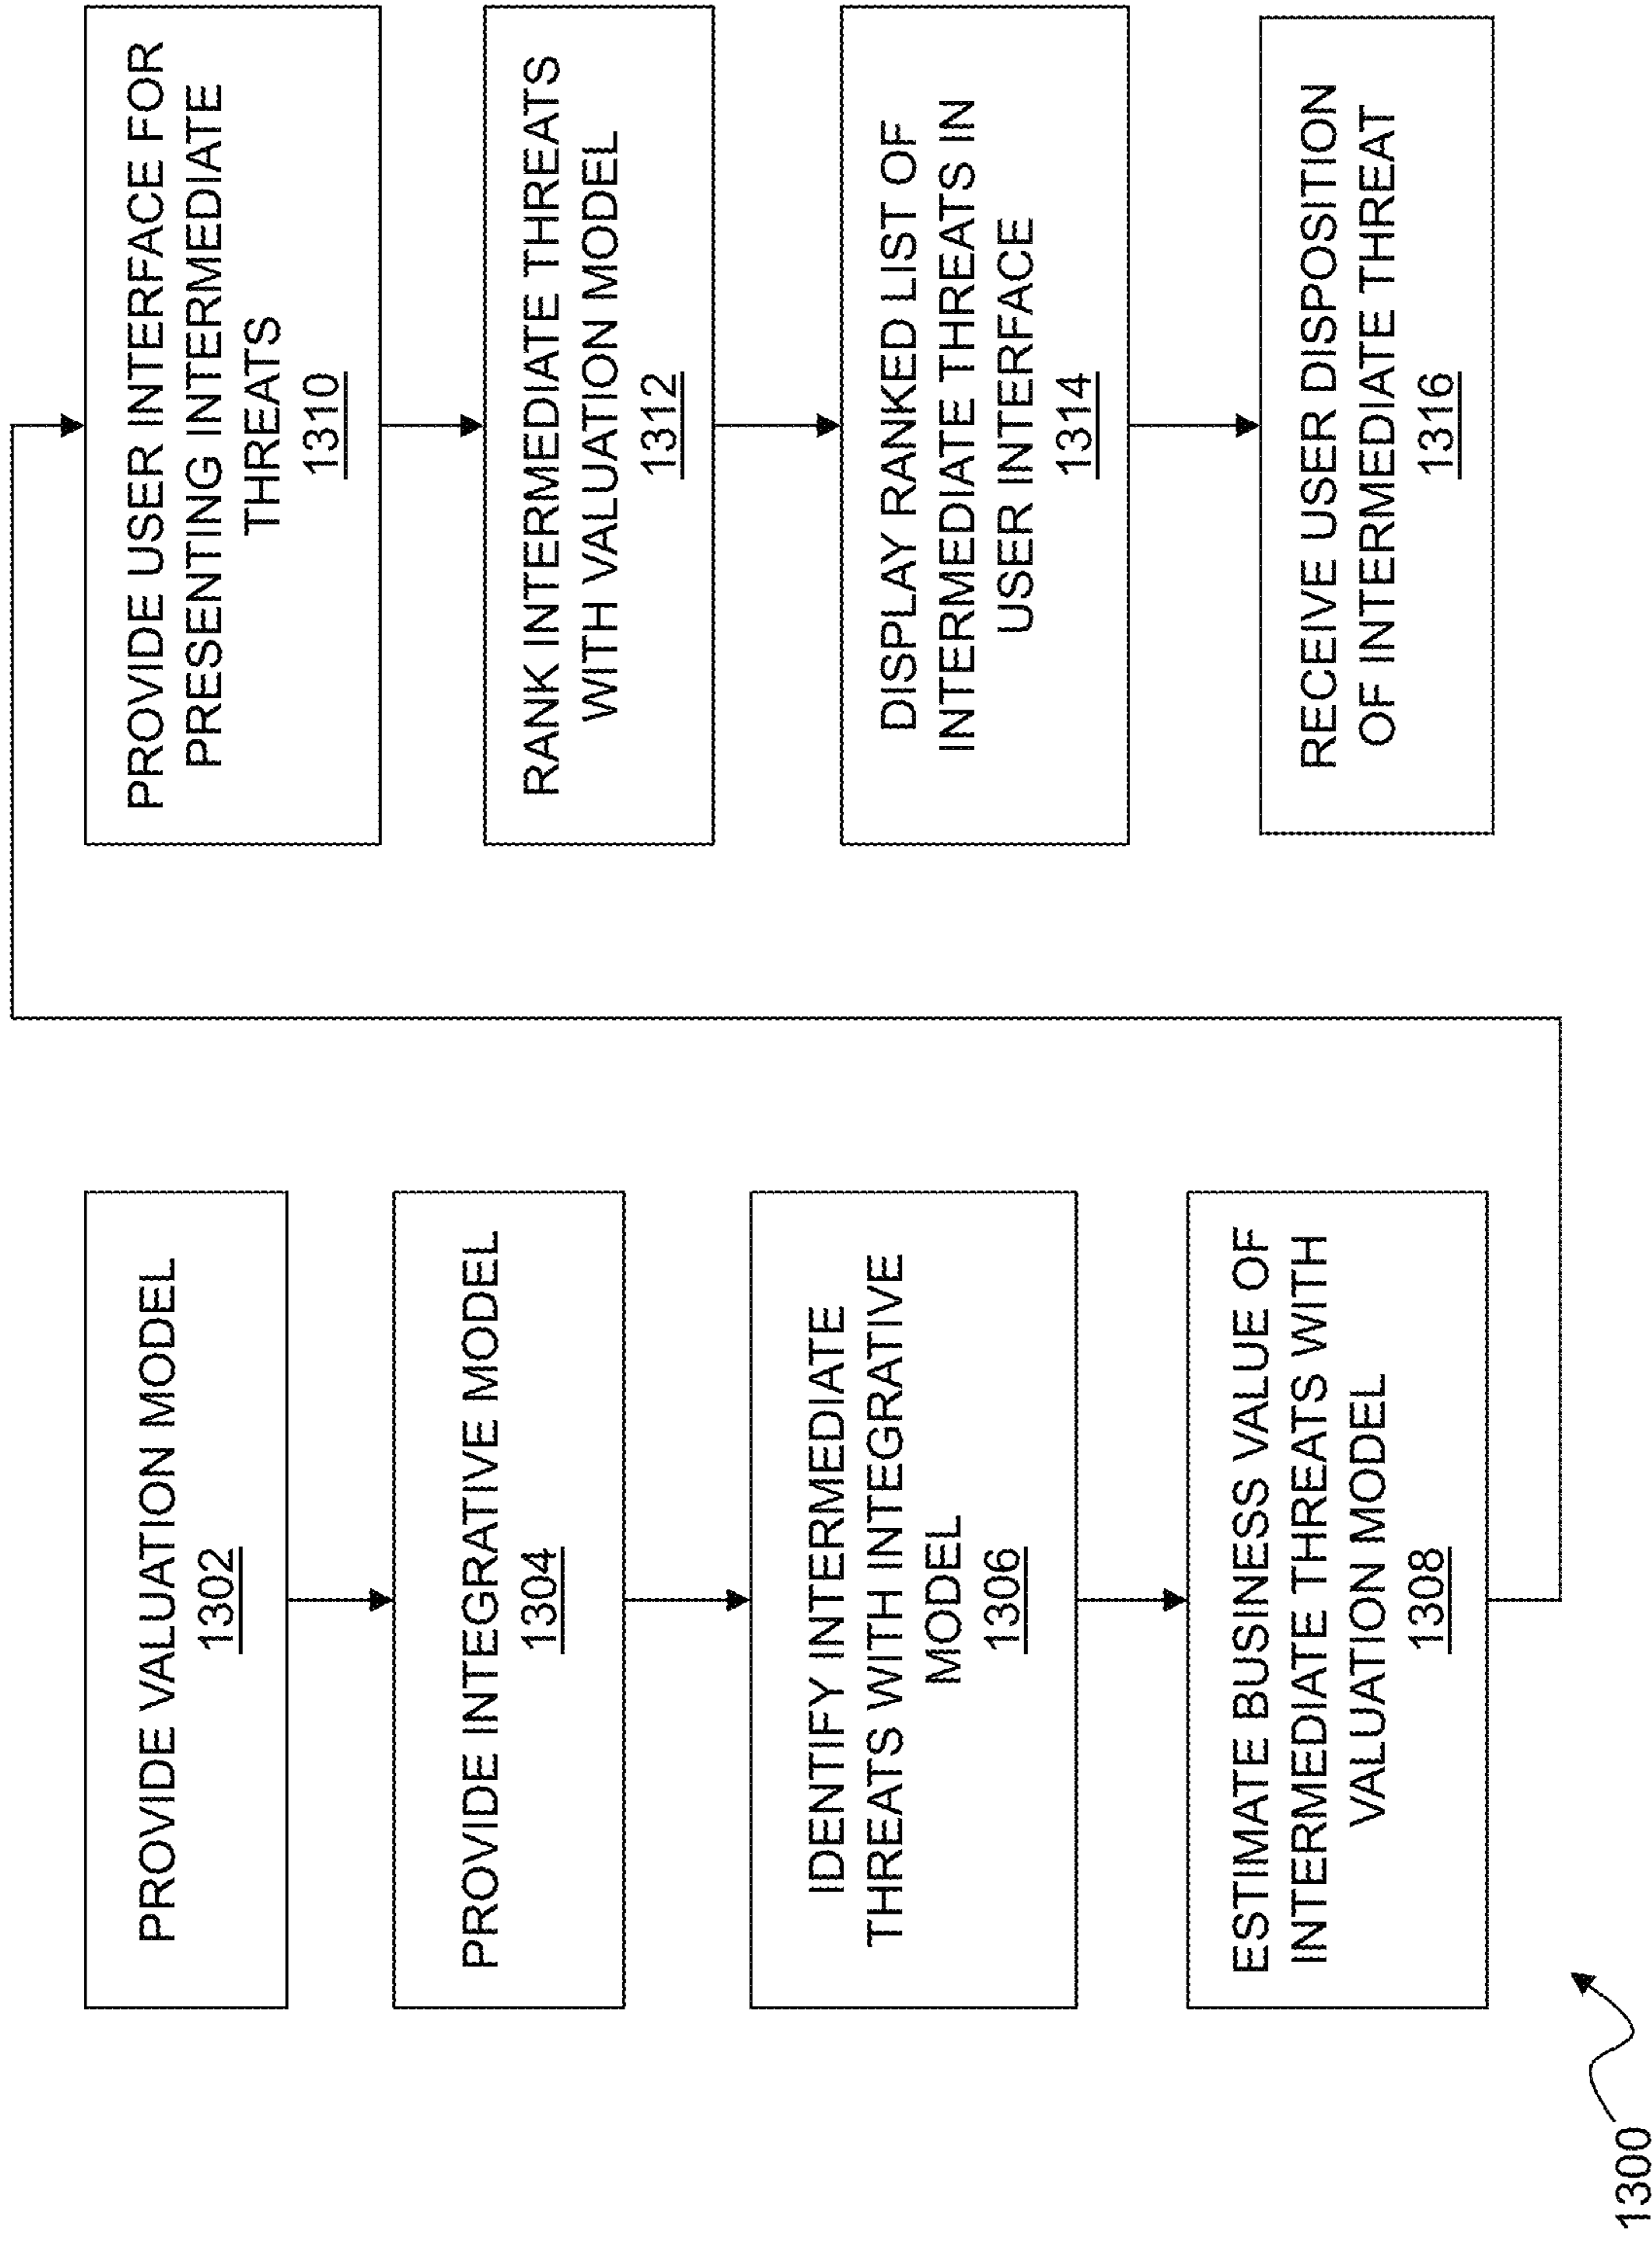 PROVIDE VALUATION MODEL
1302
PROVIDE INTEGRATIVE MODEL
1304
IDENTIFY INTERMEDIATE
THREATS WITH INTEGRATIVE
MODEL
1306
ESTIMATE BUSINESS VALUE OF
INTERMEDIATE THREATS WITH
VALUATION MODEL
1308
PROVIDE USER INTERFACE FOR
PRESENTING INTERMEDIATE
THREATS
1310
RANK INTERMEDIATE THREATS
WITH VALUATION MODEL
1312
DISPLAY RANKED LIST OF
INTERMEDIATE THREATS IN
USER INTERFACE
1314
RECEIVE USER DISPOSITION
OF INTERMEDIATE THREAT
1316
1300